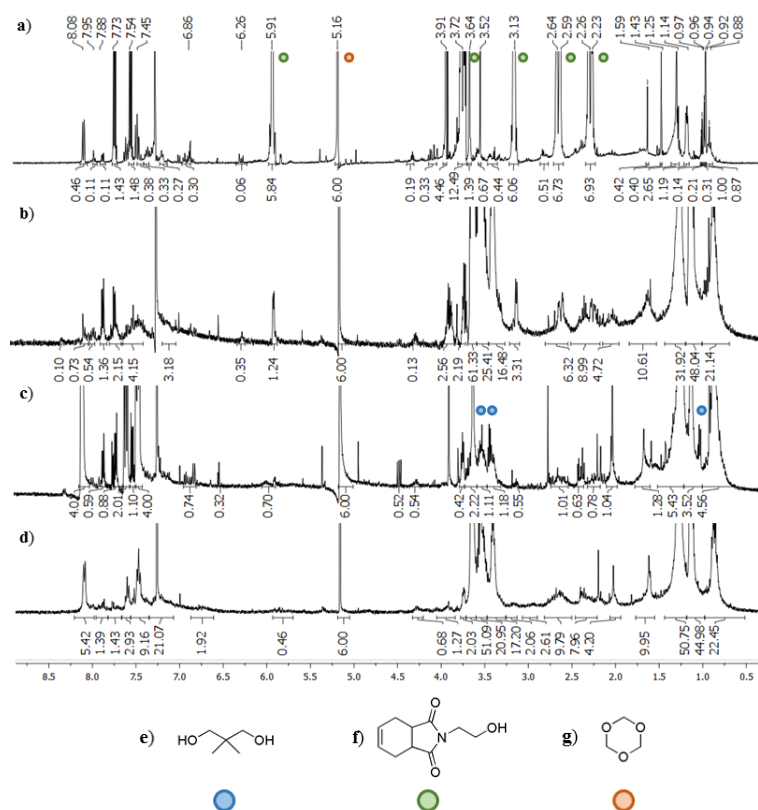 a)
8.08 7.95 7.88 7.73 7.54 7.45 6.86 6.26 5.91 5.16 3.91 3.72 3.64 3.52 3.13 2.64 2.59 2.26 2.23 1.59 1.43 1.25 1.14 0.97 0.96 0.94 0.92 0.88
0.46 0.11 0.11 1.43 1.48 0.38 0.33 0.27 0.30 0.06 5.84 6.00 0.19 0.33 4.46 12.49 1.39 0.67 0.44 6.06 0.51 6.73 6.93 0.42 0.40 2.65 1.19 0.14 0.21 0.31 1.00 0.87
b)
0.10 0.73 0.54 1.36 2.15 4.15 3.18 0.35 1.24 6.00 0.13 2.56 2.19 61.33 25.41 16.48 3.31 6.32 8.99 4.72 10.61 31.92 48.04 21.14
c)
4.0 0.59 0.88 2.01 1.10 4.00 0.74 0.32 0.70 6.00 0.52 0.54 0.42 2.22 1.11 1.18 0.55 1.01 0.63 0.78 1.04 1.28 5.43 3.52 4.56
d)
5.42 1.39 1.43 2.93 9.16 21.07 1.92 0.46 6.00 0.68 1.27 2.03 51.09 20.95 17.20 2.06 2.61 9.79 7.96 4.20 9.95 50.75 44.98 22.45
8.5 8.0 7.5 7.0 6.5 6.0 5.5 5.0 4.5 4.0 3.5 3.0 2.5 2.0 1.5 1.0 0.5
e) HO OH
f) O N OH O
g) O O O